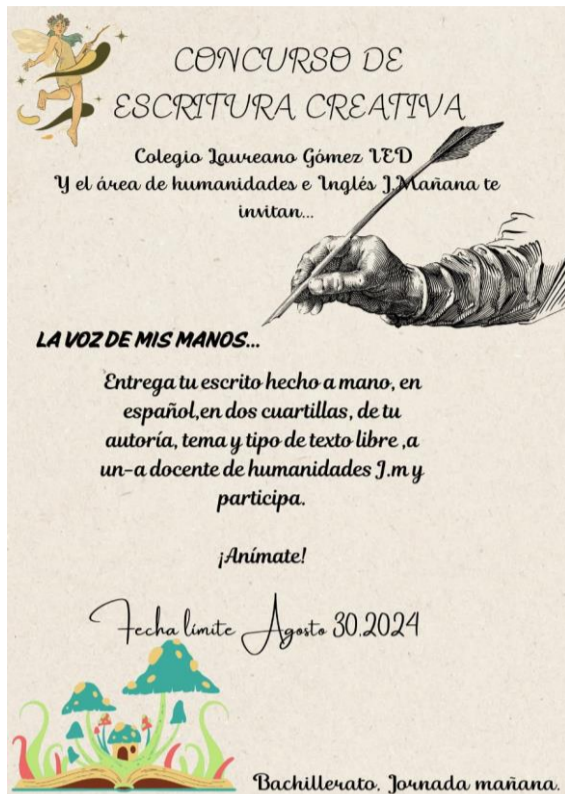 CONCURSO DE
ESCRITURA CREATIVA
Colegio Laureano Gómez IED
Y el área de humanidades e Inglés J.Mañana te
invitan...
LA VOZ DE MIS MANOS...
Entrega tu escrito hecho a mano, en
español,en dos cuartillas, de tu
autoría, tema y tipo de texto libre ,a
un-a docente de humanidades J.m y
participa.
¡Anímate!
Fecha límite Agosto 30.2024
Bachillerato. Jornada mañana.